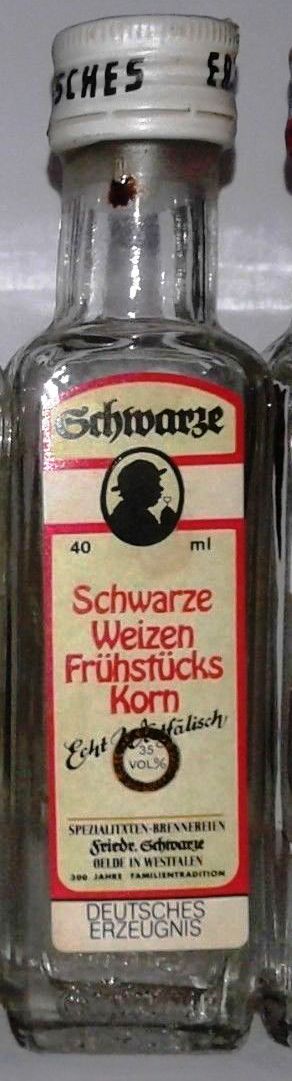 SCHES
Schwarze
40 ml
Schwarze
Weizen
Frühstücks
Korn
Echt Westfälisch
35
VOL%
SPEZIALITÄTEN-BRENNEREIEN
Friedr. Schwarze
OELDE IN WESTFALEN
300 JAHRE FAMILIENTRADITION
DEUTSCHES
ERZEUGNIS